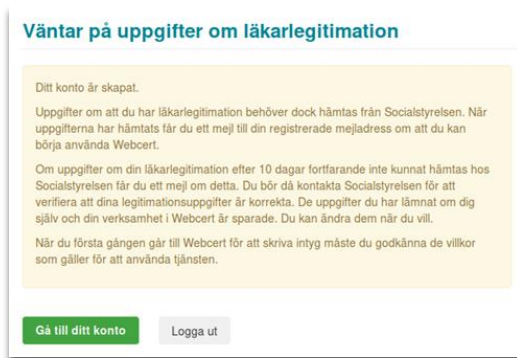 Väntar på uppgifter om läkarlegitimation
Ditt konto är skapat.
Uppgifter om att du har läkarlegitimation behöver dock hämtas från Socialstyrelsen. När
uppgifterna har hämtats får du ett mejl till din registrerade mejladress om att du kan
börja använda Webcert.
Om uppgifter om din läkarlegitimation efter 10 dagar fortfarande inte kunnat hämtas hos
Socialstyrelsen får du ett mejl om detta. Du bör då kontakta Socialstyrelsen för att
verifiera att dina legitimationsuppgifter är korrekta. De uppgifter du har lämnat om dig
själv och din verksamhet i Webcert är sparade. Du kan ändra dem när du vill.
När du första gången går till Webcert för att skriva intyg måste du godkänna de villkor
som gäller för att använda tjänsten.
Gå till ditt konto
Logga ut